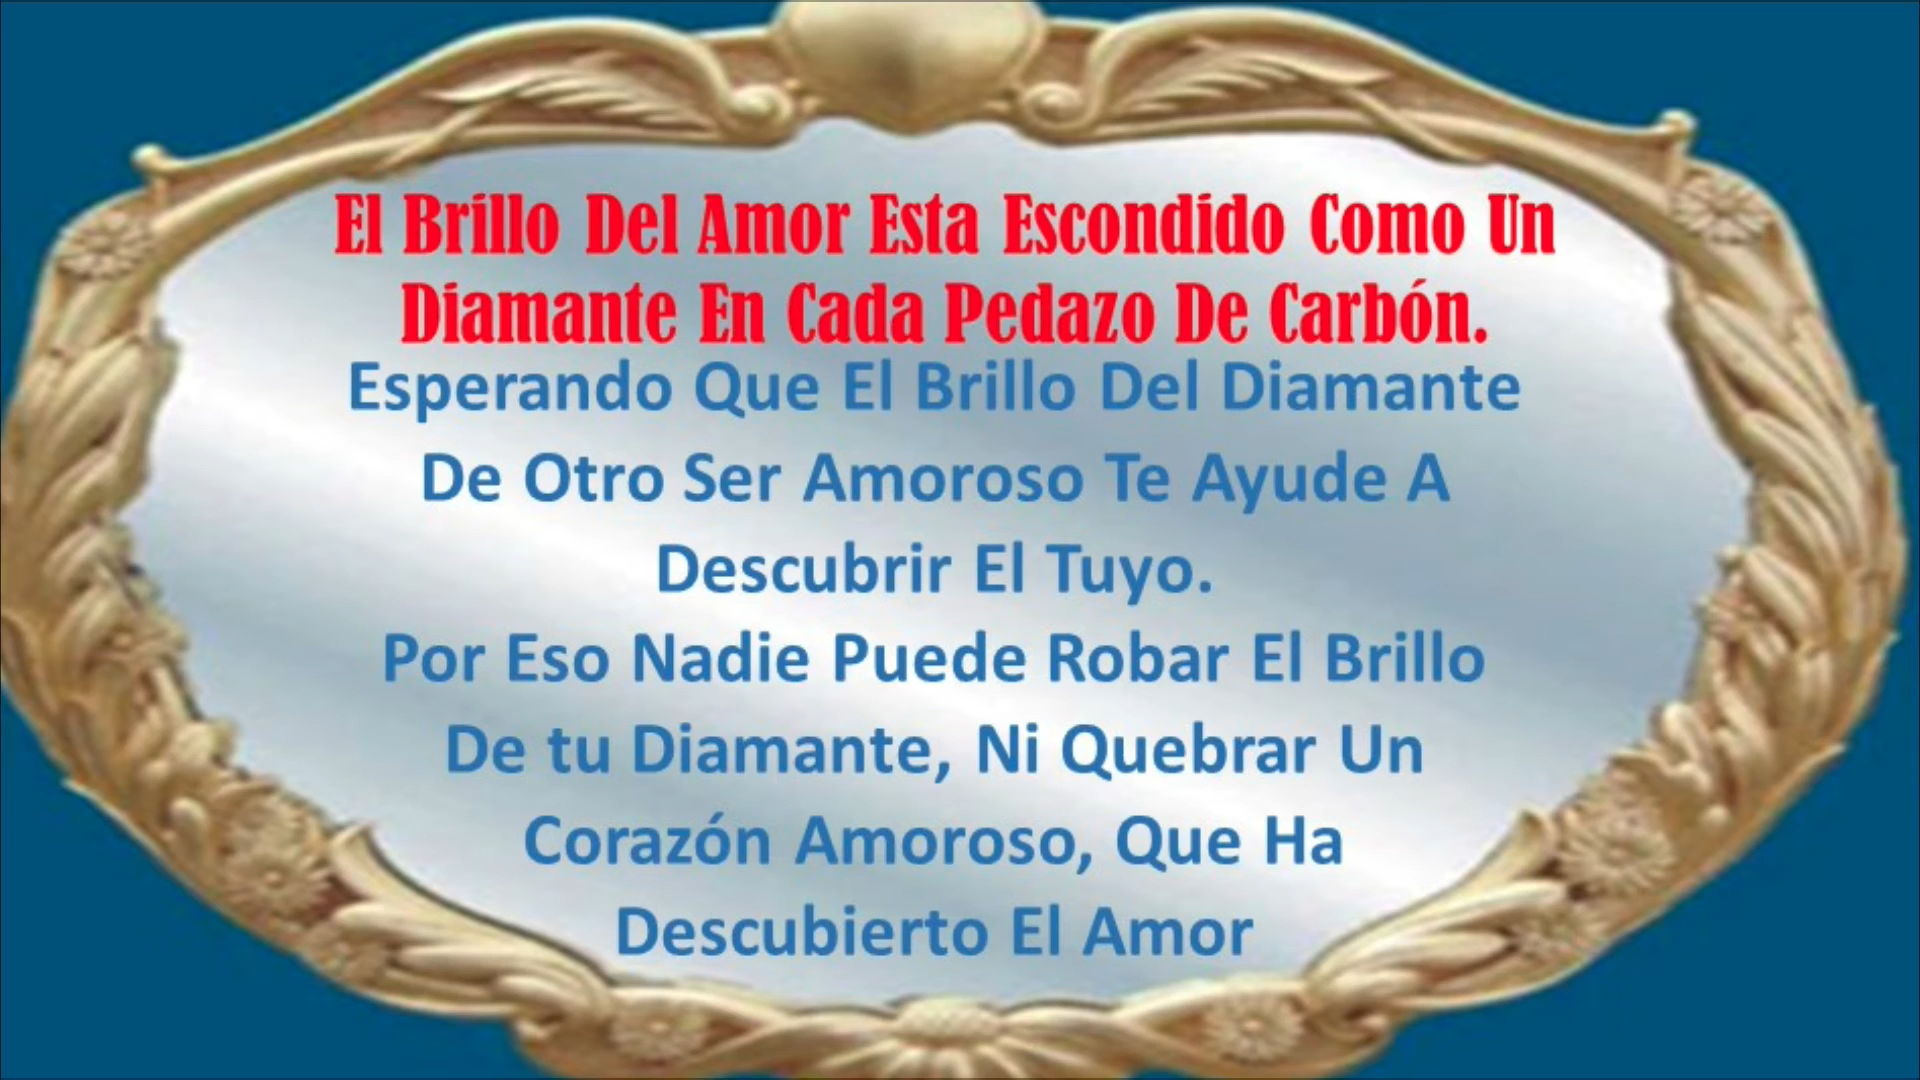 El Brillo Del Amor Esta Escondido Como Un
Diamante En Cada Pedazo De Carbón.
Esperando Que El Brillo Del Diamante
De Otro Ser Amoroso Te Ayude A
Descubrir El Tuyo.
Por Eso Nadie Puede Robar El Brillo
De tu Diamante, Ni Quebrar Un
Corazón Amoroso, Que Ha
Descubierto El Amor